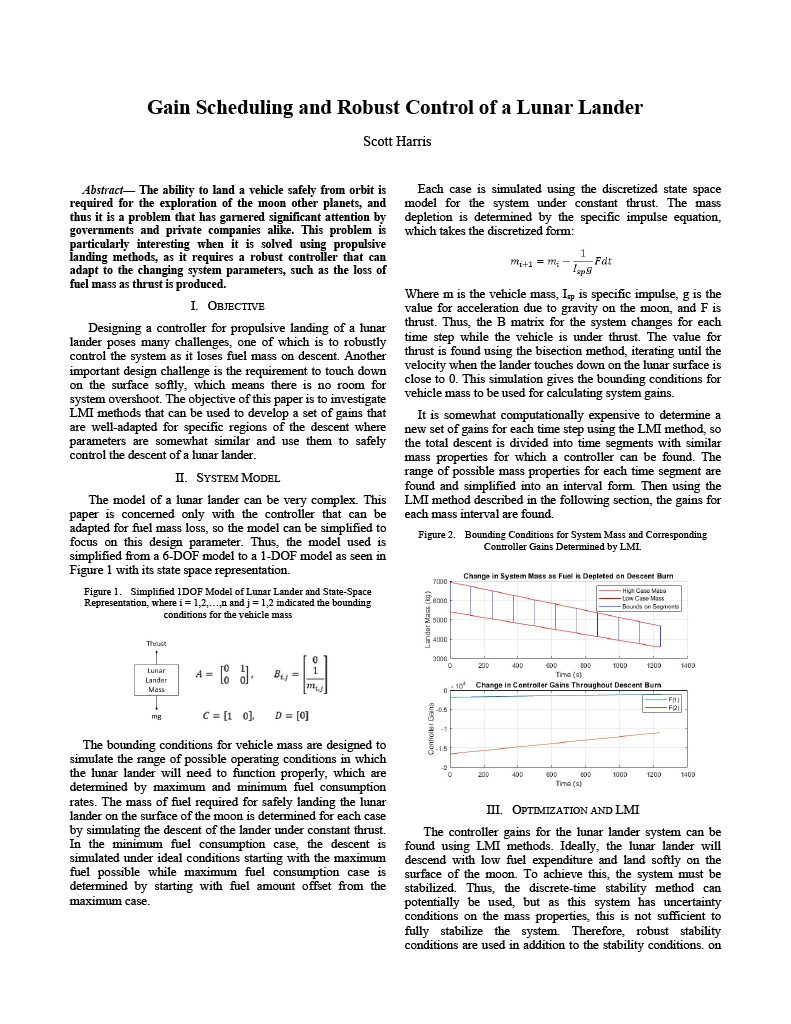 Gain Scheduling and Robust Control of a Lunar Lander
Scott Harris
Abstract— The ability to land a vehicle safely from orbit is
required for the exploration of the moon other planets, and
thus it is a problem that has garnered significant attention by
governments and private companies alike. This problem is
particularly interesting when it is solved using propulsive
landing methods, as it requires a robust controller that can
adapt to the changing system parameters, such as the loss of
fuel mass as thrust is produced.
I. OBJECTIVE
Designing a controller for propulsive landing of a lunar
lander poses many challenges, one of which is to robustly
control the system as it loses fuel mass on descent. Another
important design challenge is the requirement to touch down
on the surface softly, which means there is no room for
system overshoot. The objective of this paper is to investigate
LMI methods that can be used to develop a set of gains that
are well-adapted for specific regions of the descent where
parameters are somewhat similar and use them to safely
control the descent of a lunar lander.
II. SYSTEM MODEL
The model of a lunar lander can be very complex. This
paper is concerned only with the controller that can be
adapted for fuel mass loss, so the model can be simplified to
focus on this design parameter. Thus, the model used is
simplified from a 6-DOF model to a 1-DOF model as seen in
Figure 1 with its state space representation.
Figure 1. Simplified 1DOF Model of Lunar Lander and State-Space
Representation, where i = 1,2,…,n and j = 1,2 indicated the bounding
conditions for the vehicle mass
Thrust
Lunar
Lander
Mass
mg
A = [0 1; 0 0], B_{i,j} = [0; 1/m_{i,j}]
C = [1 0], D = [0]
The bounding conditions for vehicle mass are designed to
simulate the range of possible operating conditions in which
the lunar lander will need to function properly, which are
determined by maximum and minimum fuel consumption
rates. The mass of fuel required for safely landing the lunar
lander on the surface of the moon is determined for each case
by simulating the descent of the lander under constant thrust.
In the minimum fuel consumption case, the descent is
simulated under ideal conditions starting with the maximum
fuel possible while maximum fuel consumption case is
determined by starting with fuel amount offset from the
maximum case.
Each case is simulated using the discretized state space
model for the system under constant thrust. The mass
depletion is determined by the specific impulse equation,
which takes the discretized form:
m_{i+1} = m_i − 1/(I_{sp}g) Fdt
Where m is the vehicle mass, I_{sp} is specific impulse, g is the
value for acceleration due to gravity on the moon, and F is
thrust. Thus, the B matrix for the system changes for each
time step while the vehicle is under thrust. The value for
thrust is found using the bisection method, iterating until the
velocity when the lander touches down on the lunar surface is
close to 0. This simulation gives the bounding conditions for
vehicle mass to be used for calculating system gains.
It is somewhat computationally expensive to determine a
new set of gains for each time step using the LMI method, so
the total descent is divided into time segments with similar
mass properties for which a controller can be found. The
range of possible mass properties for each time segment are
found and simplified into an interval form. Then using the
LMI method described in the following section, the gains for
each mass interval are found.
Figure 2. Bounding Conditions for System Mass and Corresponding
Controller Gains Determined by LMI.
Change in System Mass as Fuel is Depleted on Descent Burn
Lander Mass (kg)
7000
6000
5000
4000
3000
High Case Mass
Low Case Mass
Bounds on Segments
0 200 400 600 800 1000 1200 1400
Time (s)
×10^4 Change in Controller Gains Throughout Descent Burn
Controller Gains
0
-0.5
-1
-1.5
-2
F(1)
F(2)
0 200 400 600 800 1000 1200 1400
Time (s)
III. OPTIMIZATION AND LMI
The controller gains for the lunar lander system can be
found using LMI methods. Ideally, the lunar lander will
descend with low fuel expenditure and land softly on the
surface of the moon. To achieve this, the system must be
stabilized. Thus, the discrete-time stability method can
potentially be used, but as this system has uncertainty
conditions on the mass properties, this is not sufficient to
fully stabilize the system. Therefore, robust stability
conditions are used in addition to the stability conditions. on